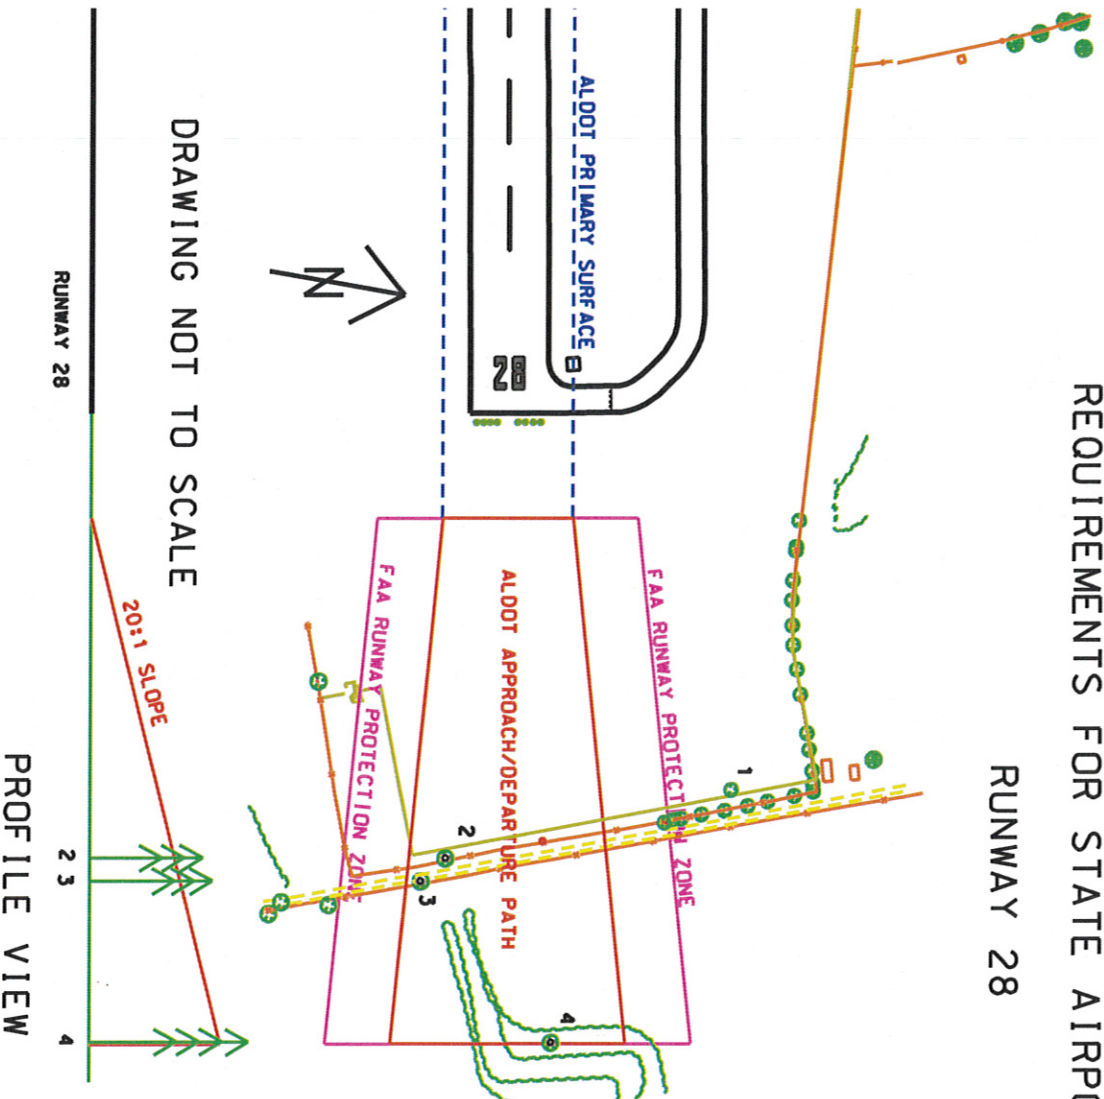 REQUIREMENTS FOR STATE AIRPO
RUNWAY 28
ALDOT PRIMARY SURFACE
28
FAA RUNWAY PROTECTION ZONE
ALDOT APPROACH/DEPARTURE PATH
FAA RUNWAY PROTECTION ZONE
1
2
3
4
N
DRAWING NOT TO SCALE
20:1 SLOPE
RUNWAY 28
2
3
4
PROFILE VIEW